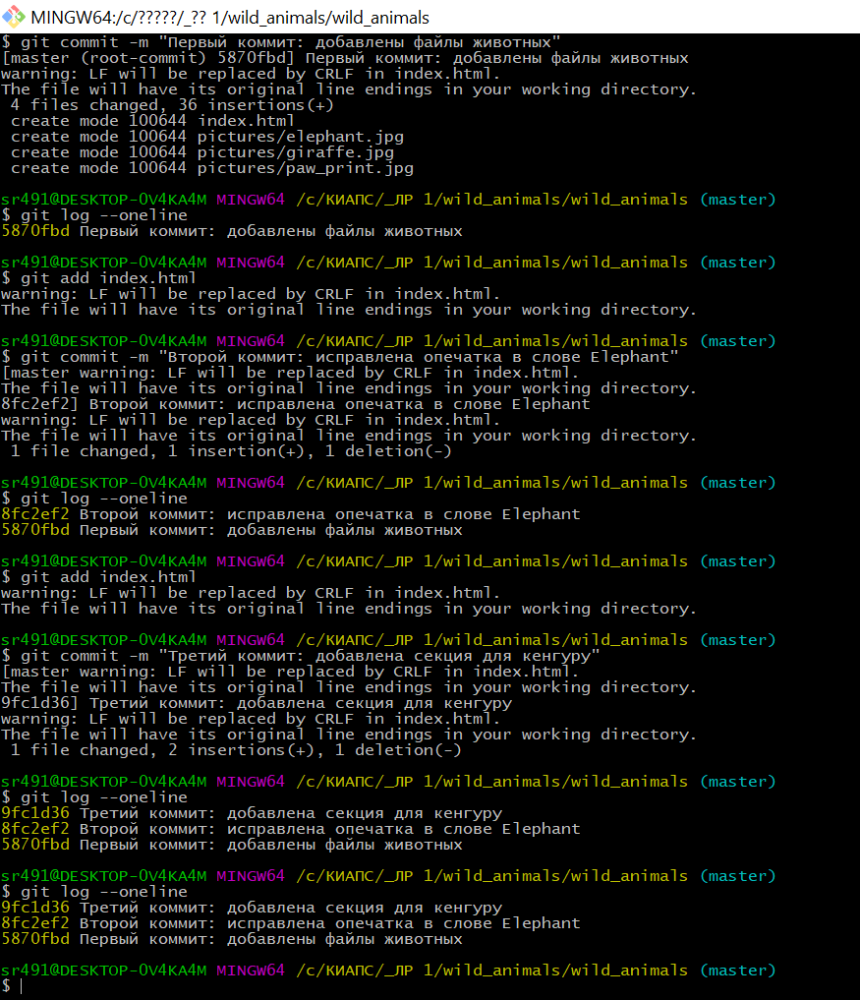 MINGW64:/c/?????/_?? 1/wild_animals/wild_animals
$ git commit -m "Первый коммит: добавлены файлы животных"
[master (root-commit) 5870fbd] Первый коммит: добавлены файлы животных
warning: LF will be replaced by CRLF in index.html.
The file will have its original line endings in your working directory.
 4 files changed, 36 insertions(+)
 create mode 100644 index.html
 create mode 100644 pictures/elephant.jpg
 create mode 100644 pictures/giraffe.jpg
 create mode 100644 pictures/paw_print.jpg

sr491@DESKTOP-OV4KA4M MINGW64 /c/КИАПС/_ЛР 1/wild_animals/wild_animals (master)
$ git log --oneline
5870fbd Первый коммит: добавлены файлы животных

sr491@DESKTOP-OV4KA4M MINGW64 /c/КИАПС/_ЛР 1/wild_animals/wild_animals (master)
$ git add index.html
warning: LF will be replaced by CRLF in index.html.
The file will have its original line endings in your working directory.

sr491@DESKTOP-OV4KA4M MINGW64 /c/КИАПС/_ЛР 1/wild_animals/wild_animals (master)
$ git commit -m "Второй коммит: исправлена опечатка в слове Elephant"
[master warning: LF will be replaced by CRLF in index.html.
The file will have its original line endings in your working directory.
8fc2ef2] Второй коммит: исправлена опечатка в слове Elephant
warning: LF will be replaced by CRLF in index.html.
The file will have its original line endings in your working directory.
 1 file changed, 1 insertion(+), 1 deletion(-)

sr491@DESKTOP-OV4KA4M MINGW64 /c/КИАПС/_ЛР 1/wild_animals/wild_animals (master)
$ git log --oneline
8fc2ef2 Второй коммит: исправлена опечатка в слове Elephant
5870fbd Первый коммит: добавлены файлы животных

sr491@DESKTOP-OV4KA4M MINGW64 /c/КИАПС/_ЛР 1/wild_animals/wild_animals (master)
$ git add index.html
warning: LF will be replaced by CRLF in index.html.
The file will have its original line endings in your working directory.

sr491@DESKTOP-OV4KA4M MINGW64 /c/КИАПС/_ЛР 1/wild_animals/wild_animals (master)
$ git commit -m "Третий коммит: добавлена секция для кенгуру"
[master warning: LF will be replaced by CRLF in index.html.
The file will have its original line endings in your working directory.
9fc1d36] Третий коммит: добавлена секция для кенгуру
warning: LF will be replaced by CRLF in index.html.
The file will have its original line endings in your working directory.
 1 file changed, 2 insertions(+), 1 deletion(-)

sr491@DESKTOP-OV4KA4M MINGW64 /c/КИАПС/_ЛР 1/wild_animals/wild_animals (master)
$ git log --oneline
9fc1d36 Третий коммит: добавлена секция для кенгуру
8fc2ef2 Второй коммит: исправлена опечатка в слове Elephant
5870fbd Первый коммит: добавлены файлы животных

sr491@DESKTOP-OV4KA4M MINGW64 /c/КИАПС/_ЛР 1/wild_animals/wild_animals (master)
$ git log --oneline
9fc1d36 Третий коммит: добавлена секция для кенгуру
8fc2ef2 Второй коммит: исправлена опечатка в слове Elephant
5870fbd Первый коммит: добавлены файлы животных

sr491@DESKTOP-OV4KA4M MINGW64 /c/КИАПС/_ЛР 1/wild_animals/wild_animals (master)
$